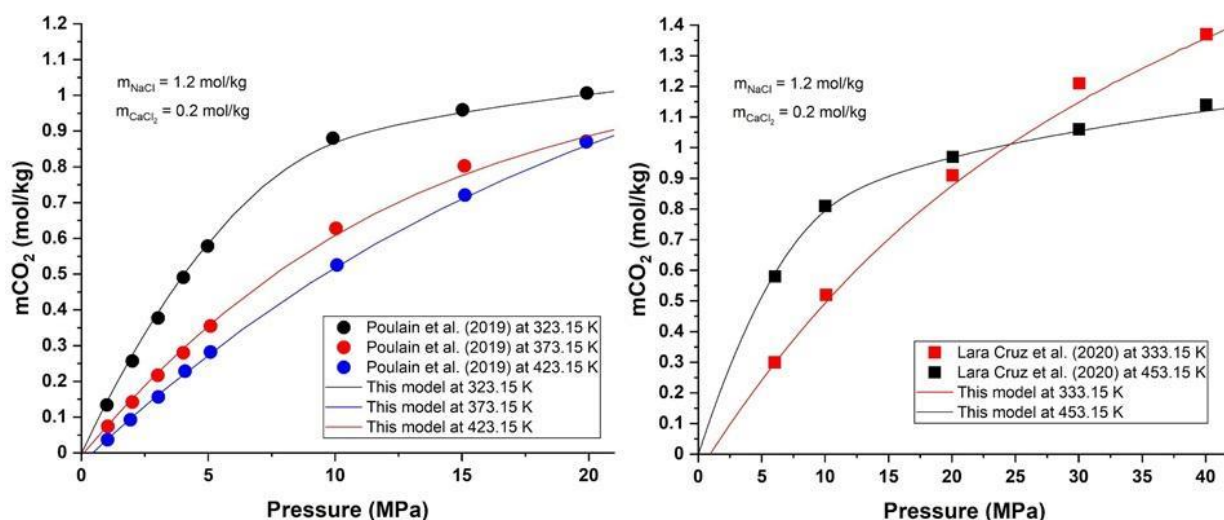 1.2
1.1
1
0.9
0.8
0.7
0.6
0.5
0.4
0.3
0.2
0.1
0
mCO₂ (mol/kg)
m_NaCl = 1.2 mol/kg
m_CaCl₂ = 0.2 mol/kg
Poulain et al. (2019) at 323.15 K
Poulain et al. (2019) at 373.15 K
Poulain et al. (2019) at 423.15 K
This model at 323.15 K
This model at 373.15 K
This model at 423.15 K
0 5 10 15 20
Pressure (MPa)
1.4
1.3
1.2
1.1
1
0.9
0.8
0.7
0.6
0.5
0.4
0.3
0.2
0.1
0
mCO₂ (mol/kg)
m_NaCl = 1.2 mol/kg
m_CaCl₂ = 0.2 mol/kg
Lara Cruz et al. (2020) at 333.15 K
Lara Cruz et al. (2020) at 453.15 K
This model at 333.15 K
This model at 453.15 K
0 5 10 15 20 25 30 35 40
Pressure (MPa)